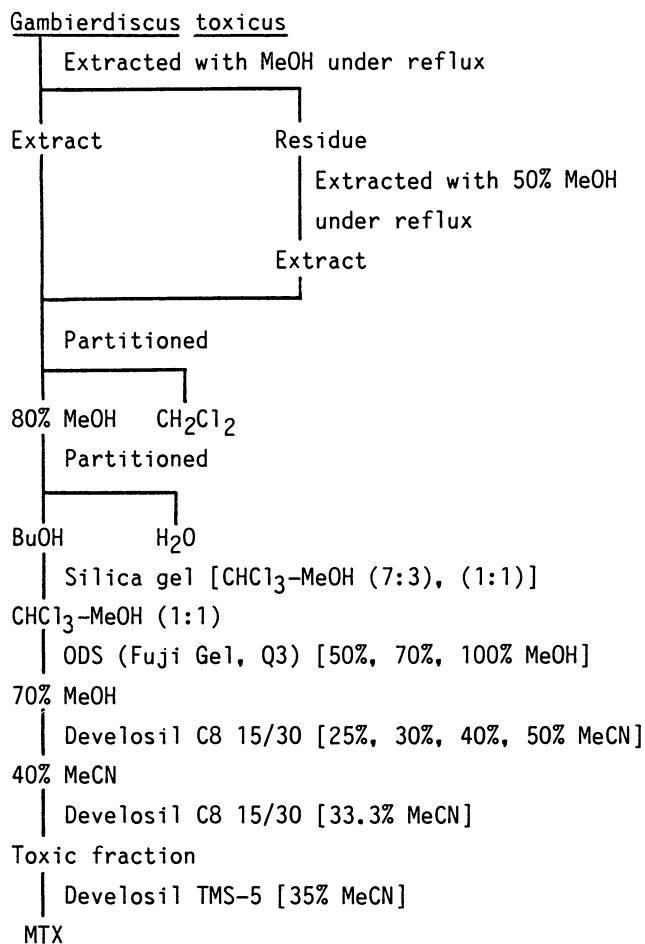 Gambierdiscus toxicus
Extracted with MeOH under reflux
Extract Residue
Extracted with 50% MeOH
under reflux
Extract
Partitioned
80% MeOH CH2Cl2
Partitioned
BuOH H2O
Silica gel [CHCl3-MeOH (7:3), (1:1)]
CHCl3-MeOH (1:1)
ODS (Fuji Gel, Q3) [50%, 70%, 100% MeOH]
70% MeOH
Develosil C8 15/30 [25%, 30%, 40%, 50% MeCN]
40% MeCN
Develosil C8 15/30 [33.3% MeCN]
Toxic fraction
Develosil TMS-5 [35% MeCN]
MTX